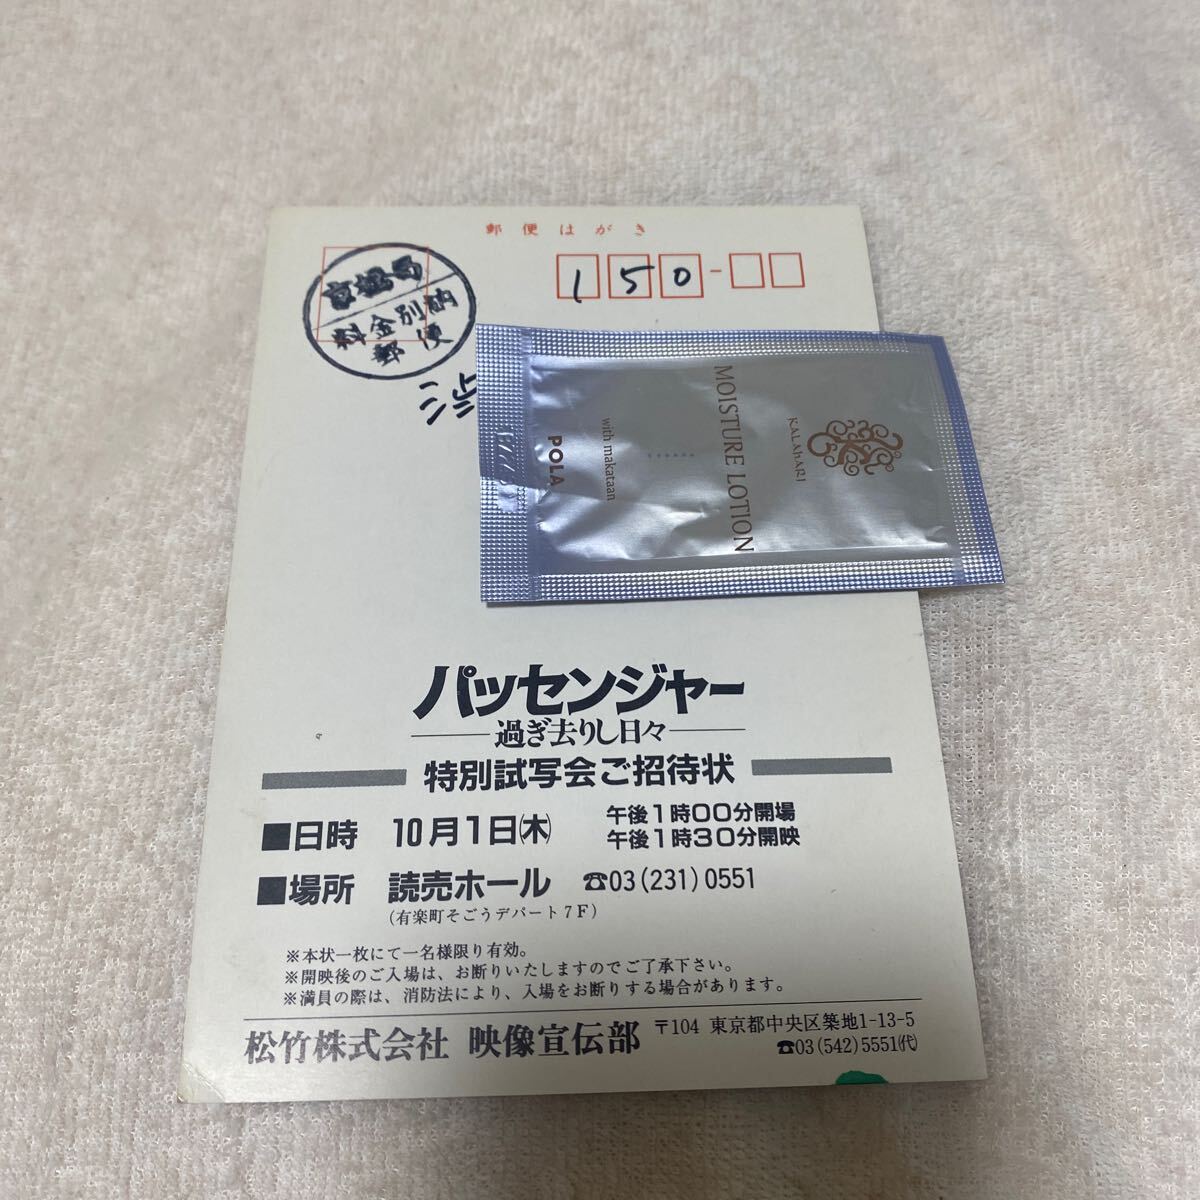 郵便はがき
150-
京橋局
料金別納
郵便
KALAHARI
MOISTURE LOTION
with makataan
POLA
パッセンジャー
過ぎ去りし日々
特別試写会ご招待状
■日時 10月1日(木) 午後1時00分開場
午後1時30分開映
■場所 読売ホール ☎03(231)0551
(有楽町そごうデパート7F)
※本状一枚にて一名様限り有効。
※開映後のご入場は、お断りいたしますのでご了承下さい。
※満員の際は、消防法により、入場をお断りする場合があります。
松竹株式会社 映像宣伝部 〒104 東京都中央区築地1-13-5
☎03(542)5551(代)